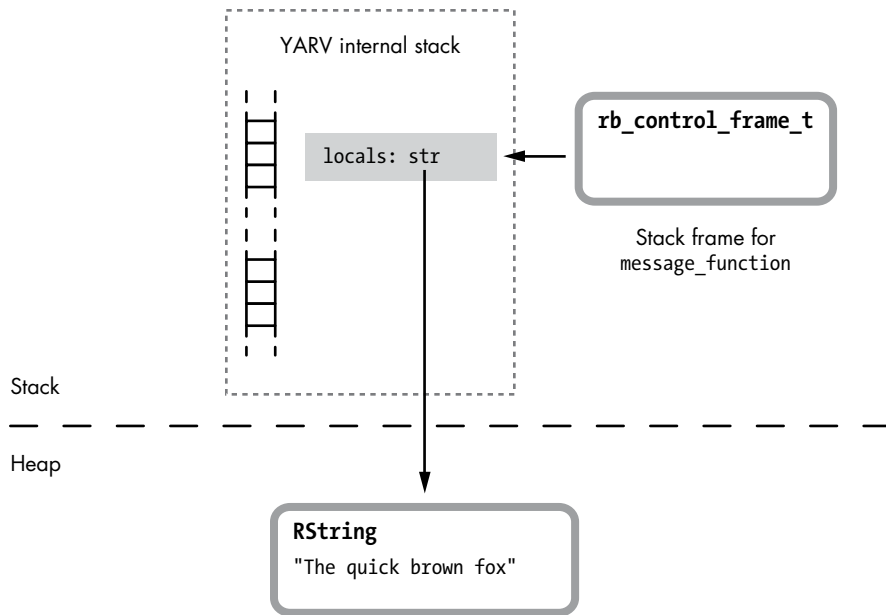 YARV internal stack
rb_control_frame_t
locals: str
Stack frame for
message_function
Stack
Heap
RString
"The quick brown fox"